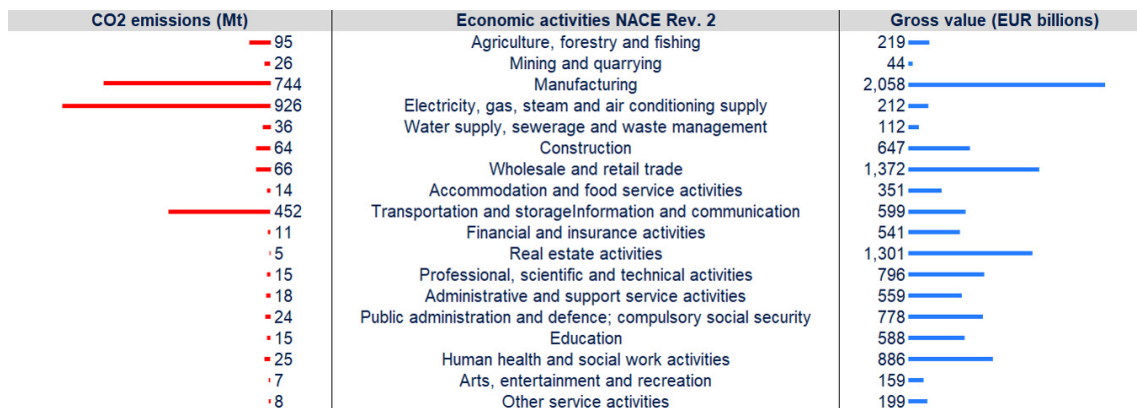 CO2 emissions (Mt) Economic activities NACE Rev. 2 Gross value (EUR billions)
95 Agriculture, forestry and fishing 219
26 Mining and quarrying 44
744 Manufacturing 2,058
926 Electricity, gas, steam and air conditioning supply 212
36 Water supply, sewerage and waste management 112
64 Construction 647
66 Wholesale and retail trade 1,372
14 Accommodation and food service activities 351
452 Transportation and storageInformation and communication 599
11 Financial and insurance activities 541
5 Real estate activities 1,301
15 Professional, scientific and technical activities 796
18 Administrative and support service activities 559
24 Public administration and defence; compulsory social security 778
15 Education 588
25 Human health and social work activities 886
7 Arts, entertainment and recreation 159
8 Other service activities 199